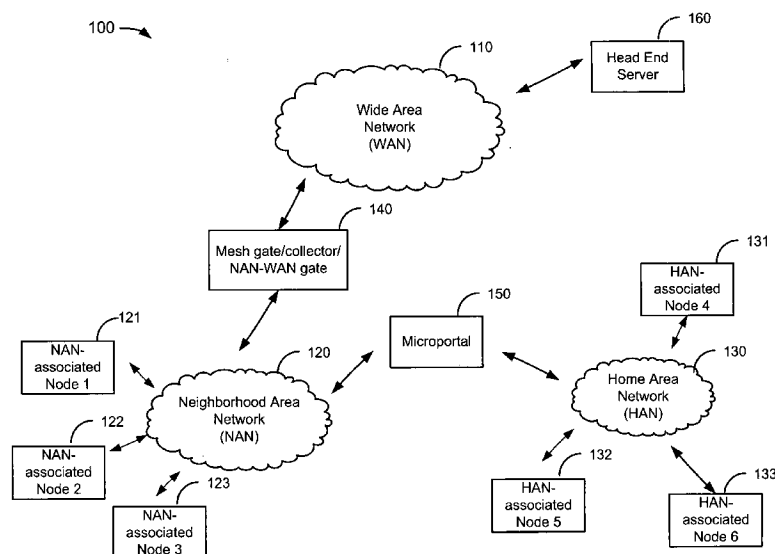 100
160
110
Head End
Server
Wide Area
Network
(WAN)
140
Mesh gate/collector/
NAN-WAN gate
131
HAN-
associated
Node 4
150
Microportal
121
NAN-
associated
Node 1
120
Neighborhood Area
Network
(NAN)
130
Home Area
Network
(HAN)
122
NAN-
associated
Node 2
123
NAN-
associated
Node 3
132
HAN-
associated
Node 5
133
HAN-
associated
Node 6